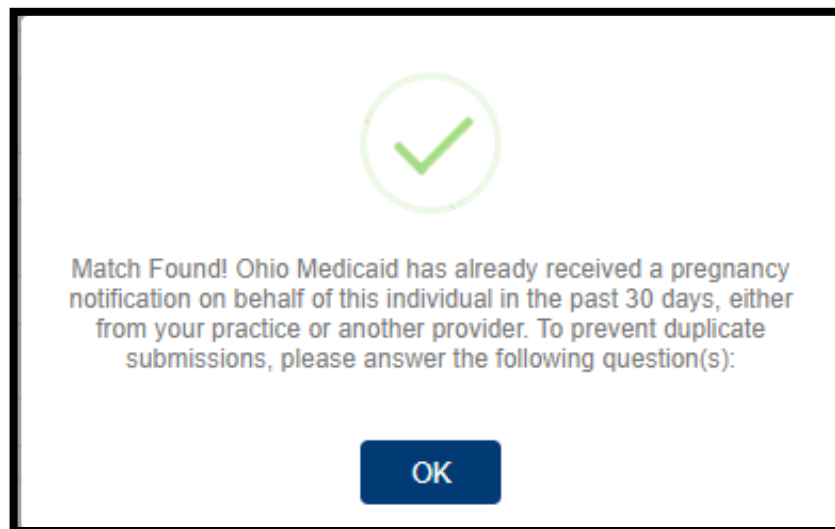 Match Found! Ohio Medicaid has already received a pregnancy
notification on behalf of this individual in the past 30 days, either
from your practice or another provider. To prevent duplicate
submissions, please answer the following question(s):
OK